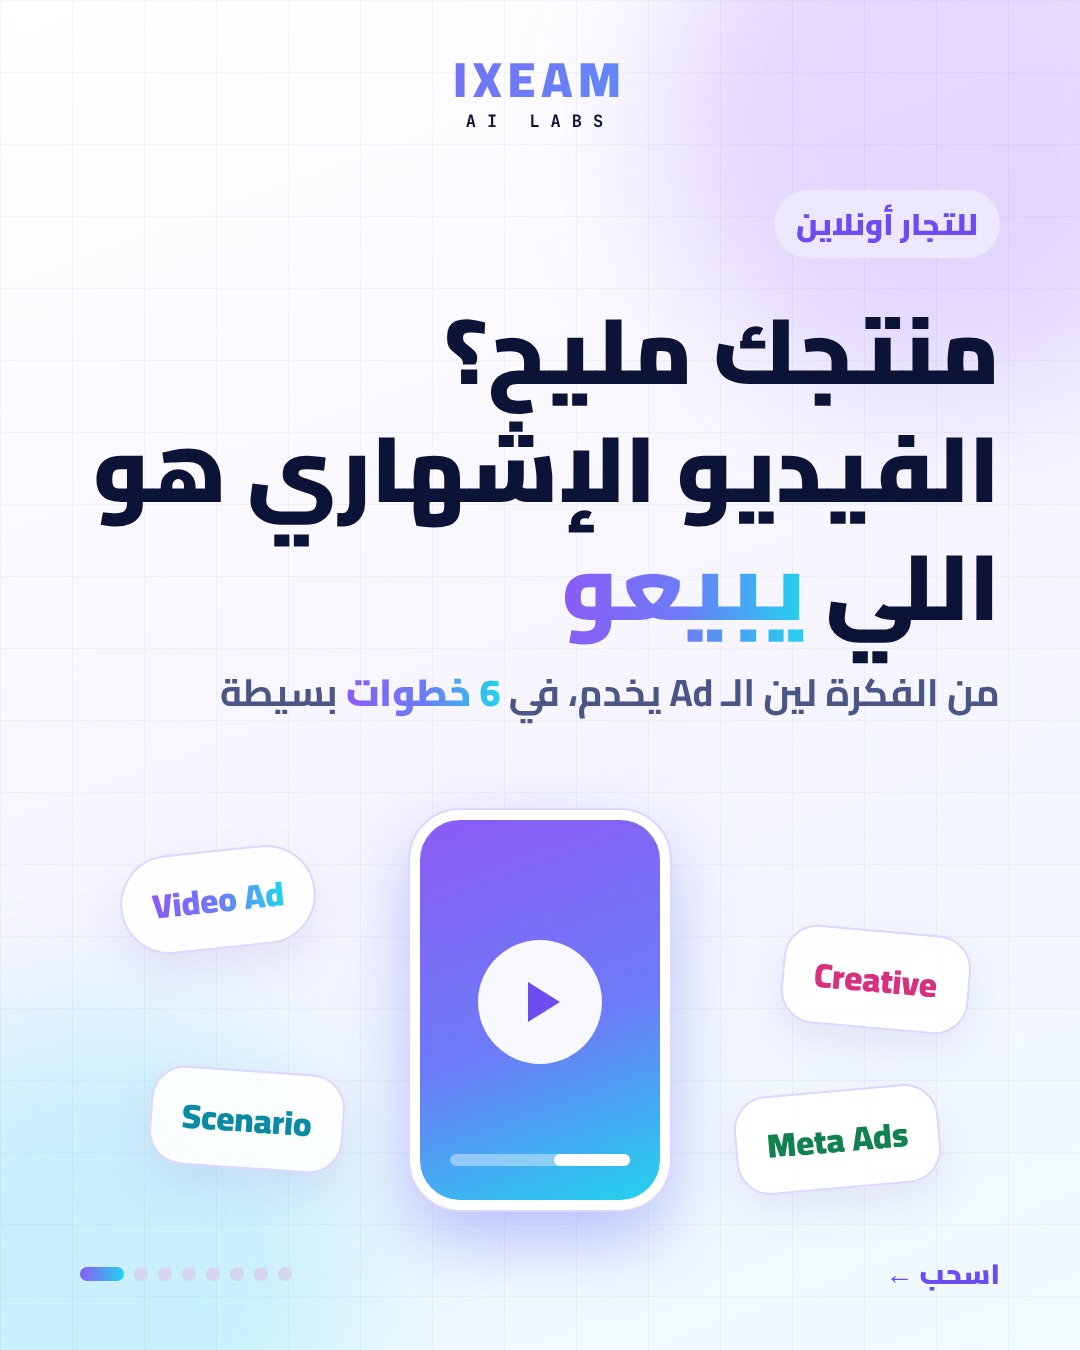 IXEAM
AI LABS
للتجار أونلاين
منتجك مليح؟
الفيديو الإشهاري هو
اللي يبيعو
من الفكرة لين الـ Ad يخدم، في 6 خطوات بسيطة
Video Ad
Creative
Scenario
Meta Ads
اسحب ←